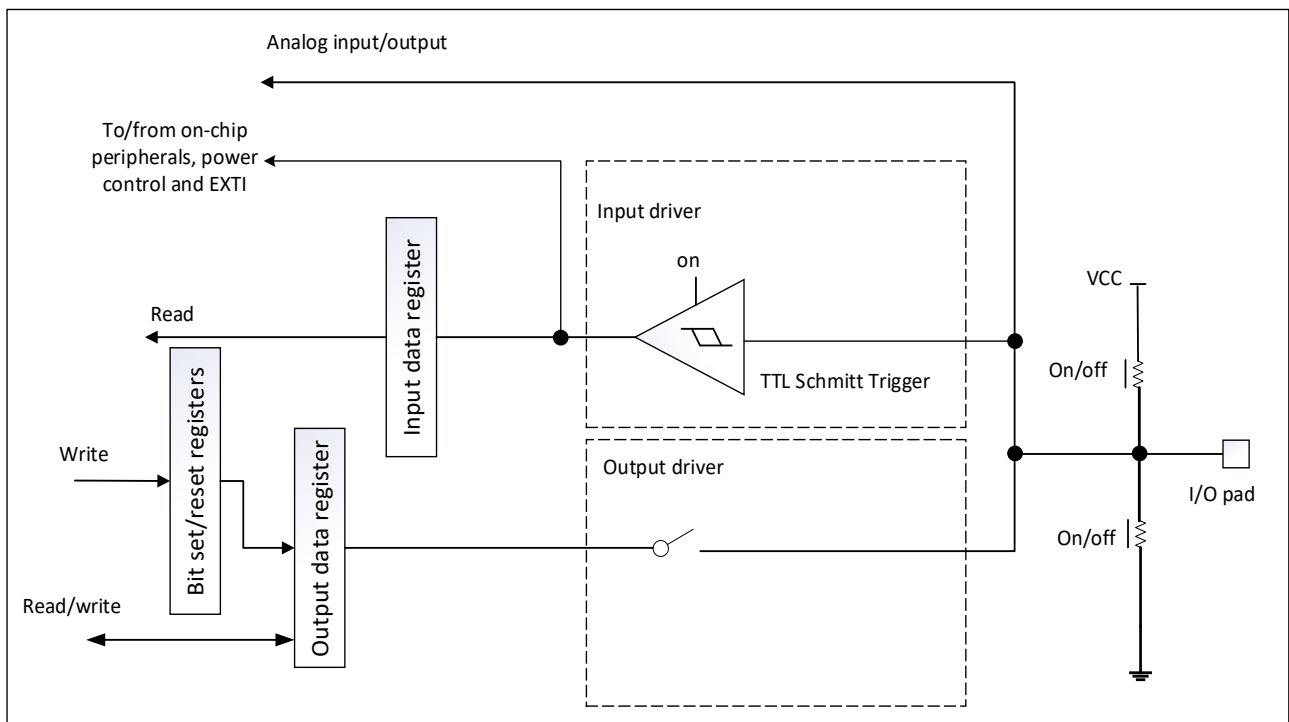 Analog input/output
To/from on-chip
peripherals, power
control and EXTI
Input driver
on
VCC
Input data register
Read
On/off
TTL Schmitt Trigger
Bit set/reset registers
Write
Output data register
Output driver
I/O pad
On/off
Read/write